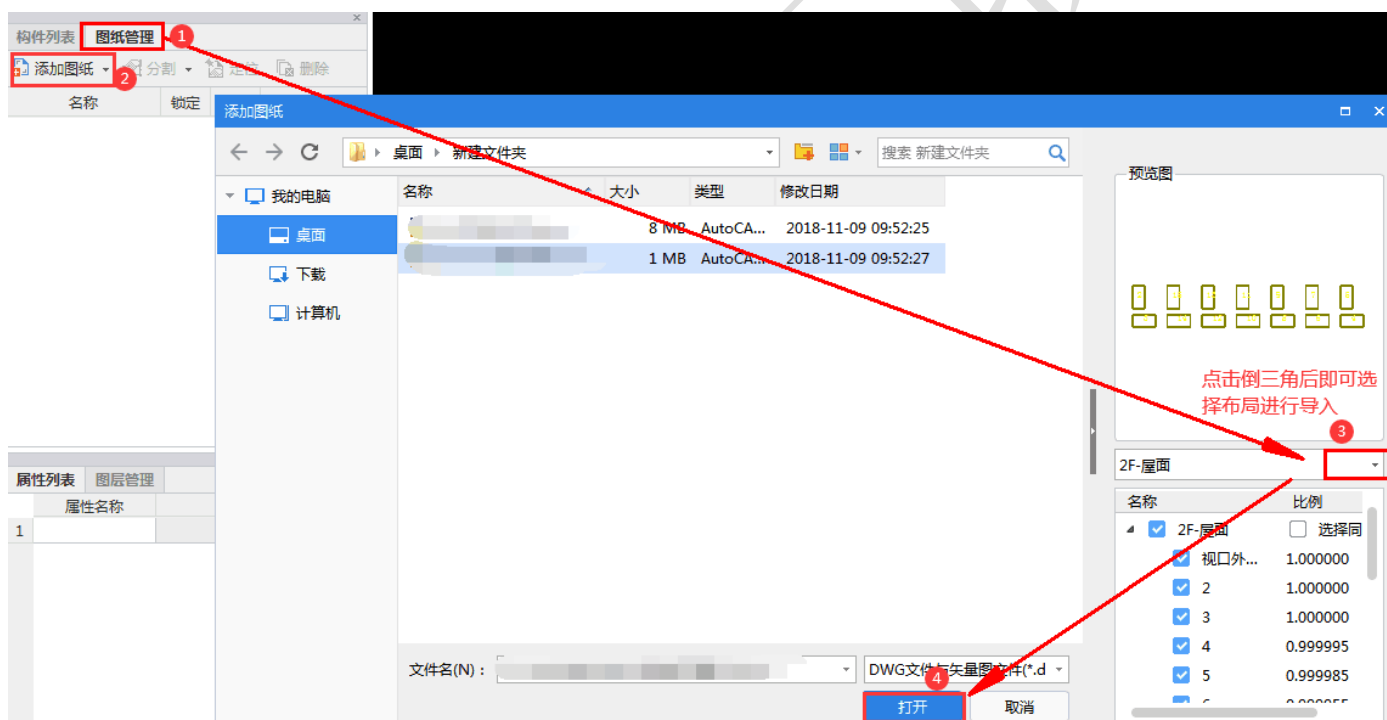 构件列表 图纸管理 1
添加图纸 2 分割 定位 删除
名称 锁定
添加图纸
桌面 新建文件夹 搜索 新建文件夹
预览图
我的电脑
桌面
下载
计算机
名称 大小 类型 修改日期
8 MB AutoCA... 2018-11-09 09:52:25
1 MB AutoCA... 2018-11-09 09:52:27
点击倒三角后即可选
择布局进行导入
3
2F-屋面
名称 比例
2F-屋面 选择同
视口外... 1.000000
2 1.000000
3 1.000000
4 0.999995
5 0.999985
属性列表 图层管理
属性名称
1
文件名(N)： DWG文件与矢量图文件(*.d
4
打开 取消